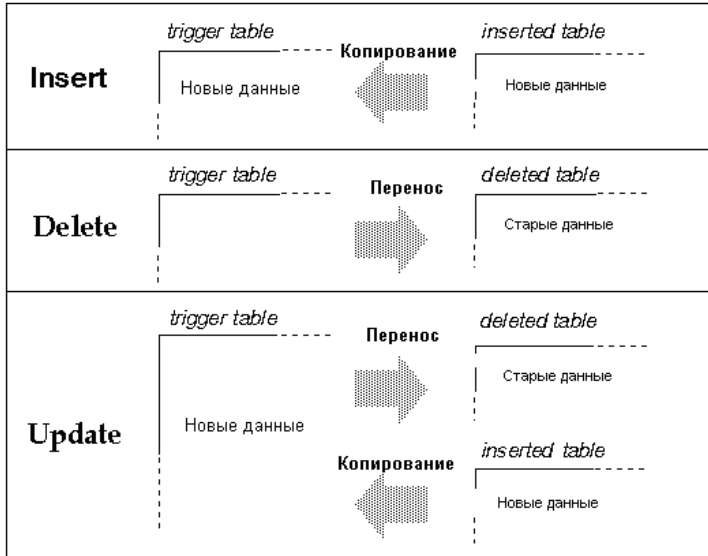 trigger table
inserted table
Копирование
Insert
Новые данные
Новые данные
trigger table
deleted table
Перенос
Delete
Старые данные
trigger table
deleted table
Перенос
Старые данные
Update
Новые данные
inserted table
Копирование
Новые данные